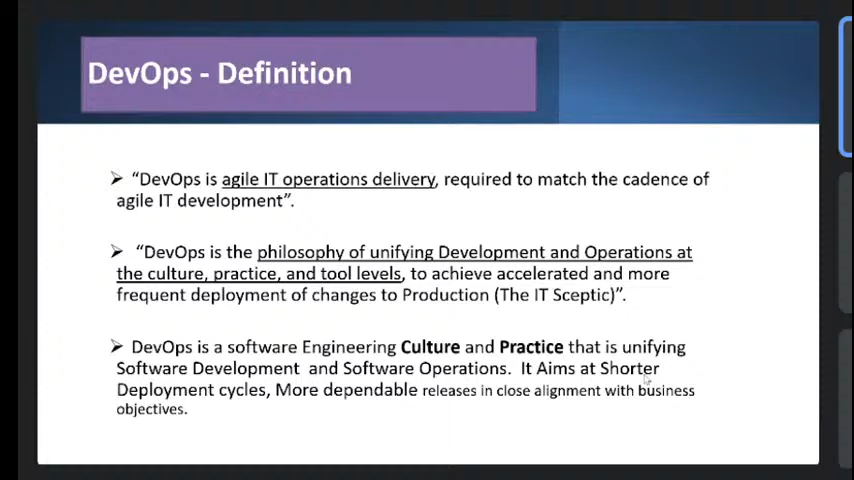 DevOps - Definition
➢ “DevOps is agile IT operations delivery, required to match the cadence of
agile IT development”.
➢ “DevOps is the philosophy of unifying Development and Operations at
the culture, practice, and tool levels, to achieve accelerated and more
frequent deployment of changes to Production (The IT Sceptic)”.
➢ DevOps is a software Engineering Culture and Practice that is unifying
Software Development and Software Operations. It Aims at Shorter
Deployment cycles, More dependable releases in close alignment with business
objectives.